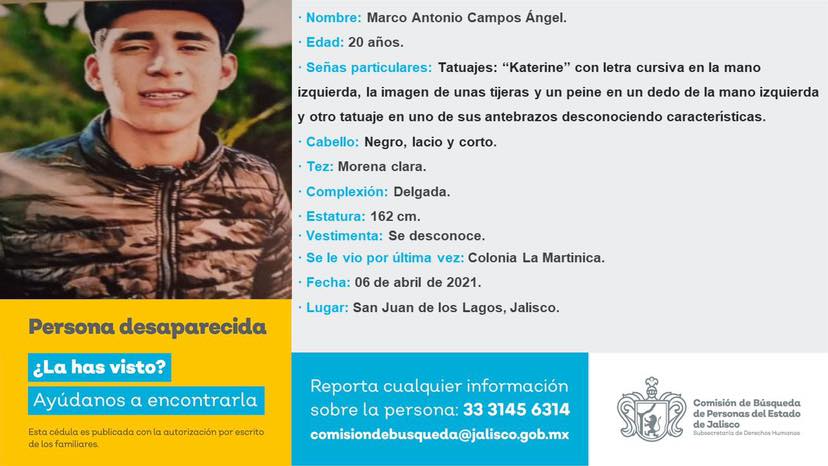 · Nombre: Marco Antonio Campos Ángel.
· Edad: 20 años.
· Señas particulares: Tatuajes: “Katerine” con letra cursiva en la mano
izquierda, la imagen de unas tijeras y un peine en un dedo de la mano izquierda
y otro tatuaje en uno de sus antebrazos desconociendo características.
· Cabello: Negro, lacio y corto.
· Tez: Morena clara.
· Complexión: Delgada.
· Estatura: 162 cm.
· Vestimenta: Se desconoce.
· Se le vio por última vez: Colonia La Martinica.
· Fecha: 06 de abril de 2021.
· Lugar: San Juan de los Lagos, Jalisco.
Persona desaparecida
¿La has visto?
Ayúdanos a encontrarla
Esta cédula es publicada con la autorización por escrito
de los familiares.
Reporta cualquier información
sobre la persona: 33 3145 6314
comisiondebusqueda@jalisco.gob.mx
Comisión de Búsqueda
de Personas del Estado
de Jalisco
Subsecretaría de Derechos Humanos